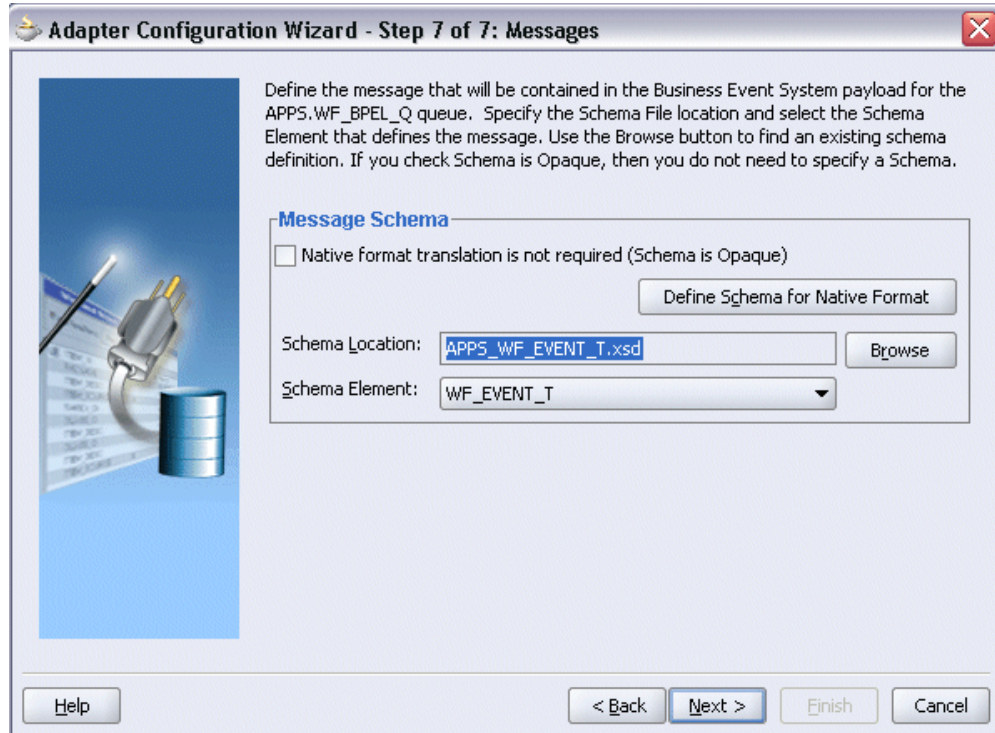 Adapter Configuration Wizard - Step 7 of 7: Messages
Define the message that will be contained in the Business Event System payload for the
APPS.WF_BPEL_Q queue.  Specify the Schema File location and select the Schema
Element that defines the message. Use the Browse button to find an existing schema
definition. If you check Schema is Opaque, then you do not need to specify a Schema.
Message Schema
Native format translation is not required (Schema is Opaque)
Define Schema for Native Format
Schema Location: APPS_WF_EVENT_T.xsd Browse
Schema Element: WF_EVENT_T
Help < Back Next > Finish Cancel